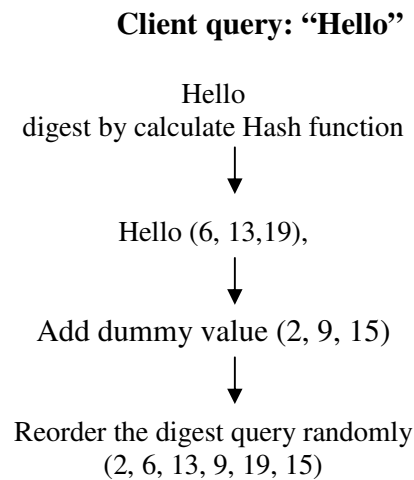 Client query: “Hello”
Hello
digest by calculate Hash function
Hello (6, 13,19),
Add dummy value (2, 9, 15)
Reorder the digest query randomly
(2, 6, 13, 9, 19, 15)